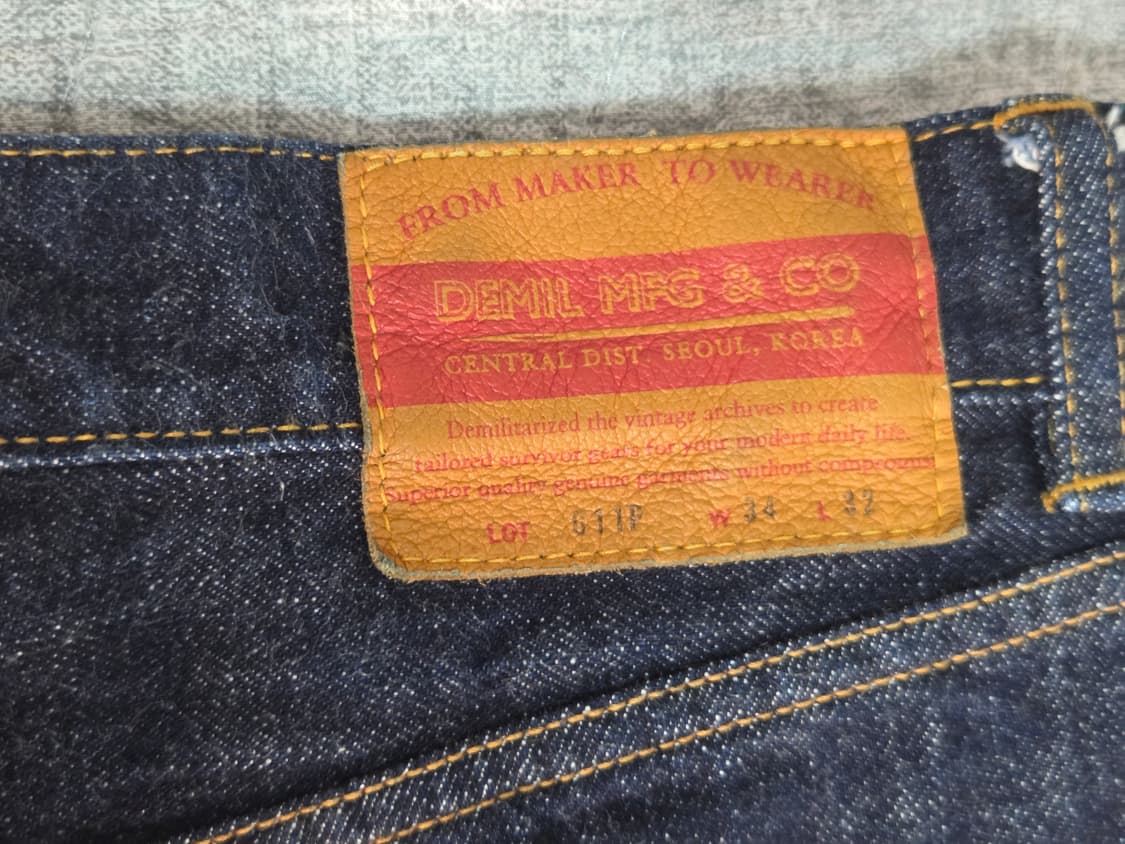 FROM MAKER TO WEARER
DEMIL MFG & CO
CENTRAL DIST. SEOUL, KOREA
Demilitarized the vintage archives to create
tailored survivor gears for your modern daily life.
Superior quality genuine garments without compromise
LOT 611P W 34 L 32